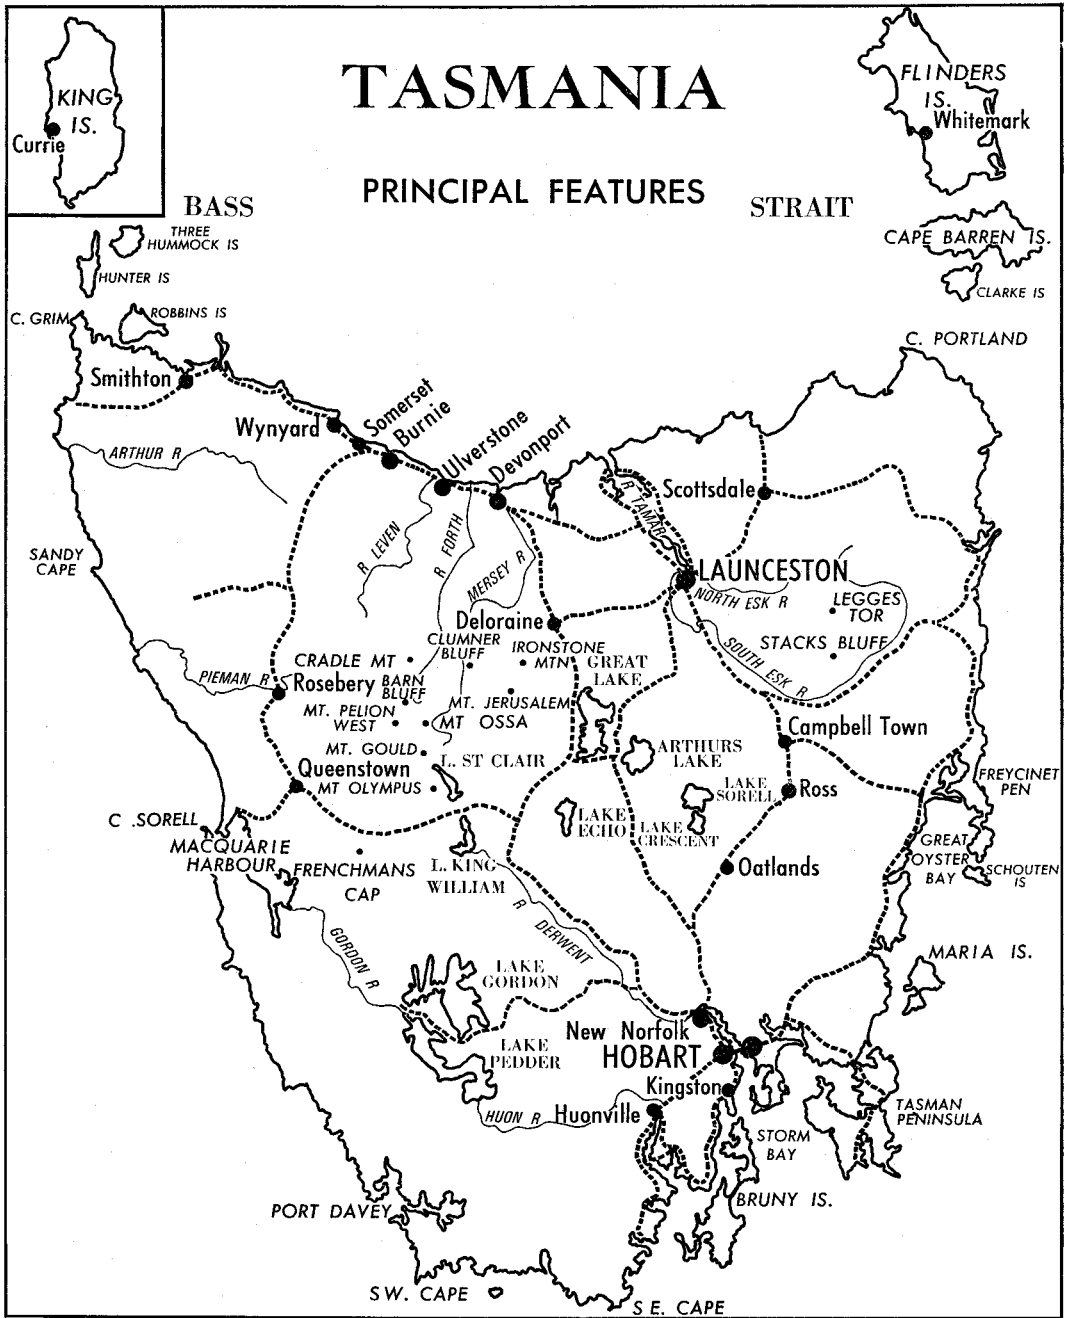 TASMANIA
PRINCIPAL FEATURES
KING
IS.
Currie
FLINDERS
IS.
Whitemark
BASS
STRAIT
THREE
HUMMOCK IS
HUNTER IS
CAPE BARREN IS.
CLARKE IS
C. GRIM
ROBBINS IS
C. PORTLAND
Smithton
Wynyard
Somerset
Burnie
Ulverstone
Devonport
ARTHUR R
Scottsdale
R TAMAR
SANDY
CAPE
R LEVEN
R FORTH
MERSEY R
LAUNCESTON
NORTH ESK R
LEGGES
TOR
STACKS BLUFF
SOUTH ESK R
Deloraine
CLUMNER
BLUFF
IRONSTONE
MTN
GREAT
LAKE
CRADLE MT
PIEMAN R
Rosebery
BARN
BLUFF
MT. JERUSALEM
MT. PELION
WEST
MT OSSA
Campbell Town
MT. GOULD
L. ST CLAIR
ARTHURS
LAKE
Queenstown
MT OLYMPUS
LAKE
SORELL
Ross
FREYCINET
PEN
C .SORELL
LAKE
ECHO
LAKE
CRESCENT
MACQUARIE
HARBOUR
FRENCHMANS
CAP
L. KING
WILLIAM
Oatlands
GREAT
OYSTER
BAY
SCHOUTEN
IS
R DERWENT
GORDON R
MARIA IS.
LAKE
GORDON
New Norfolk
LAKE
PEDDER
HOBART
Kingston
HUON R
Huonville
TASMAN
PENINSULA
STORM
BAY
BRUNY IS.
PORT DAVEY
S W. CAPE
S E. CAPE